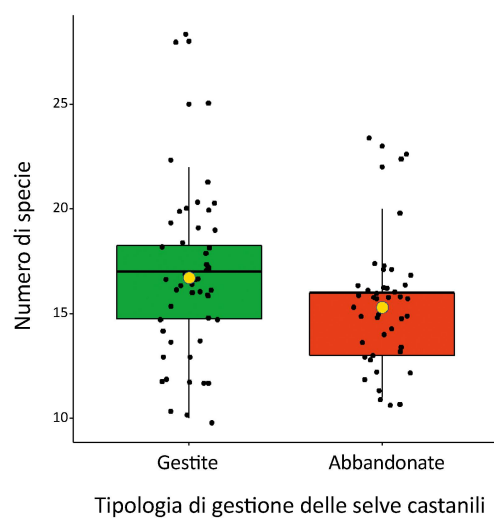 Numero di specie
25
20
15
10
Gestite
Abbandonate
Tipologia di gestione delle selve castanili